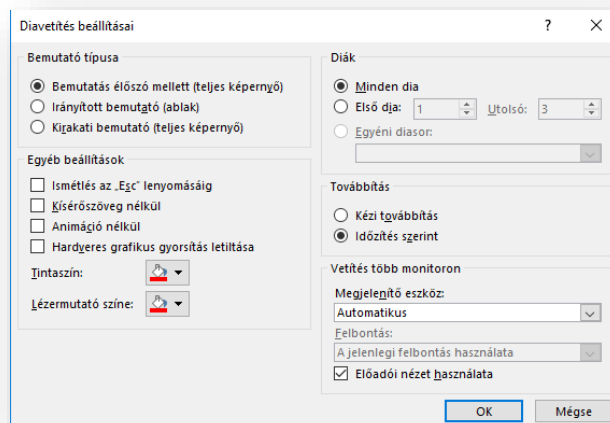 Diavetítés beállításai
Bemutató típusa
Bemutatás élőszó mellett (teljes képernyő)
Irányított bemutató (ablak)
Kirakati bemutató (teljes képernyő)
Egyéb beállítások
Ismétlés az „Esc” lenyomásáig
Kísérőszöveg nélkül
Animáció nélkül
Hardveres grafikus gyorsítás letiltása
Tintaszín:
Lézermutató színe:
Diák
Minden dia
Első dia: 1 Utolsó: 3
Egyéni diasor:
Továbbítás
Kézi továbbítás
Időzítés szerint
Vetítés több monitoron
Megjelenítő eszköz:
Automatikus
Felbontás:
A jelenlegi felbontás használata
Előadói nézet használata
OK Mégse